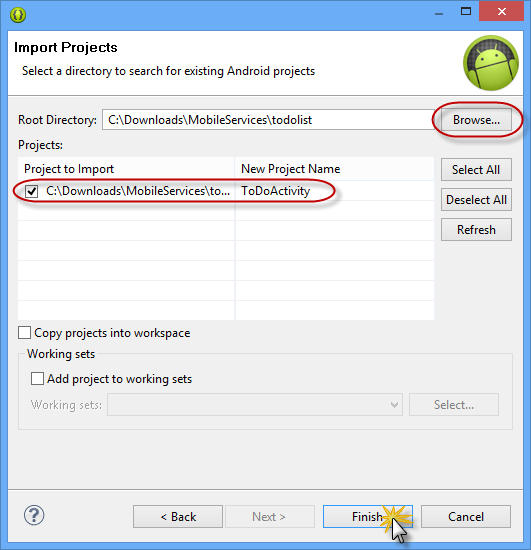 Import Projects
Select a directory to search for existing Android projects
Root Directory: C:\Downloads\MobileServices\todolist Browse...
Projects:
Project to Import New Project Name Select All
C:\Downloads\MobileServices\to... ToDoActivity
Deselect All
Refresh
Copy projects into workspace
Working sets
Add project to working sets
Working sets: Select...
? < Back Next > Finish Cancel